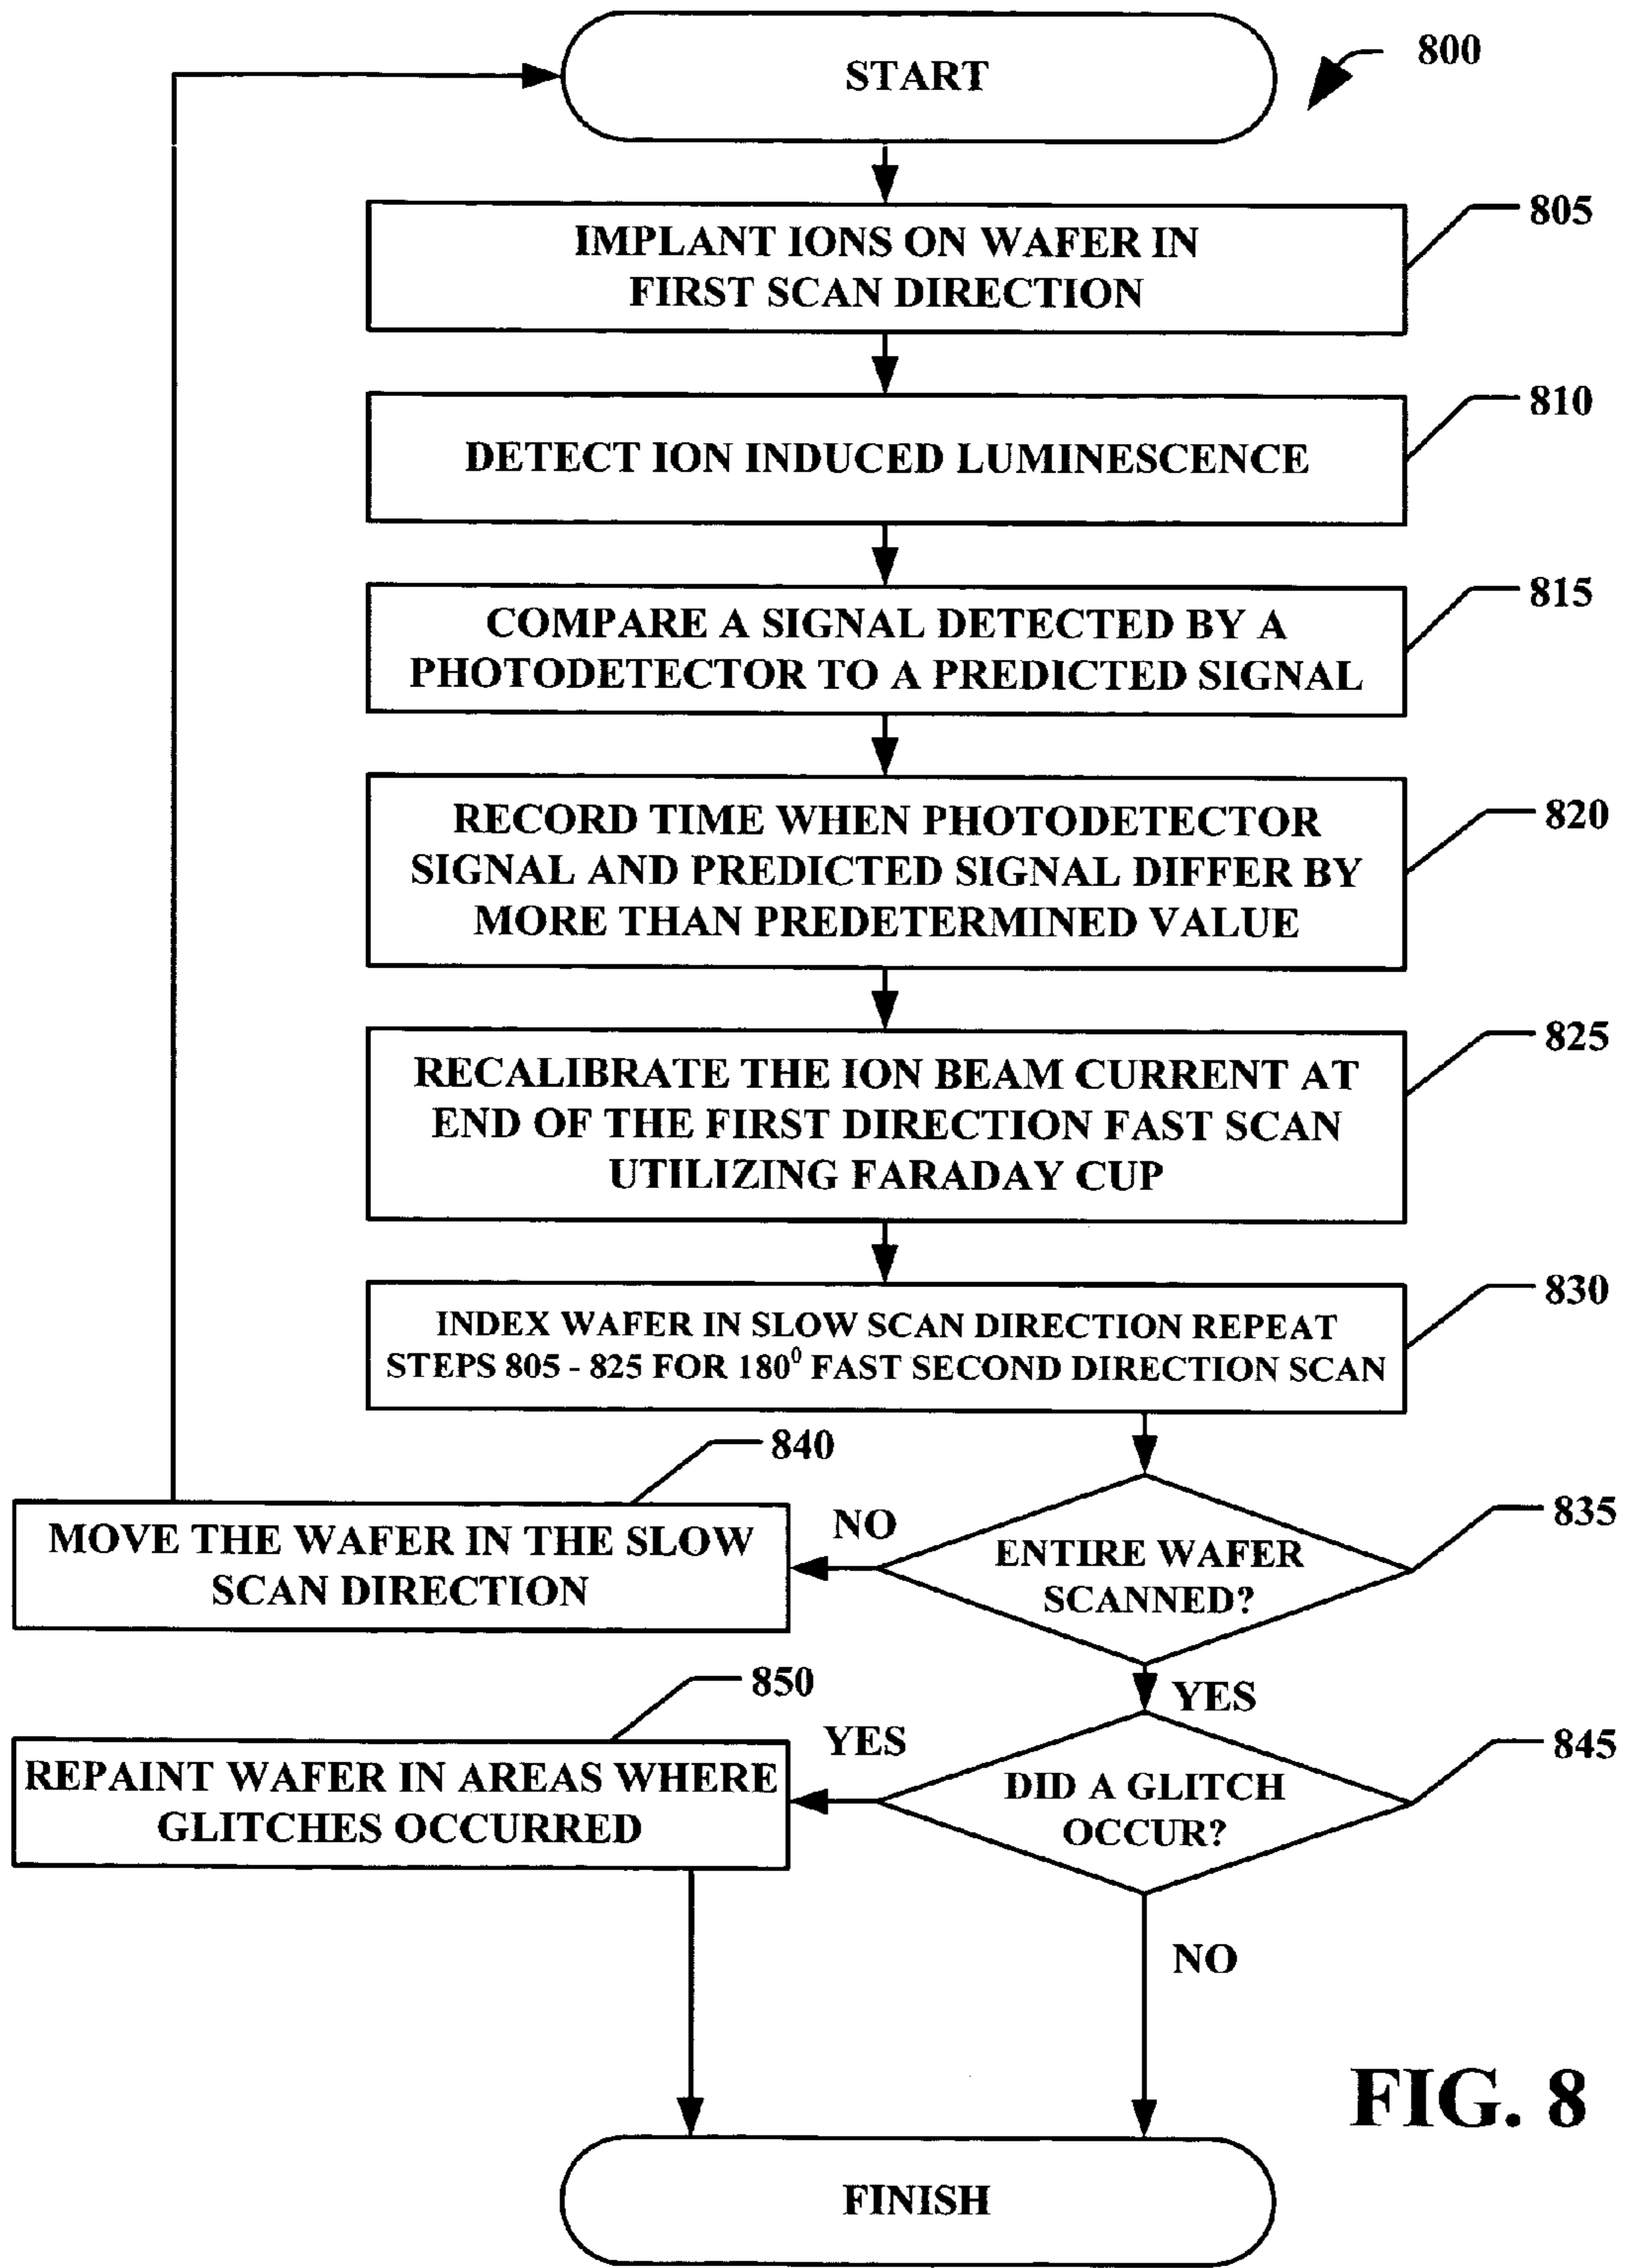 START
800
IMPLANT IONS ON WAFER IN
FIRST SCAN DIRECTION
805
DETECT ION INDUCED LUMINESCENCE
810
COMPARE A SIGNAL DETECTED BY A
PHOTODETECTOR TO A PREDICTED SIGNAL
815
RECORD TIME WHEN PHOTODETECTOR
SIGNAL AND PREDICTED SIGNAL DIFFER BY
MORE THAN PREDETERMINED VALUE
820
RECALIBRATE THE ION BEAM CURRENT AT
END OF THE FIRST DIRECTION FAST SCAN
UTILIZING FARADAY CUP
825
INDEX WAFER IN SLOW SCAN DIRECTION REPEAT
STEPS 805 - 825 FOR 180⁰ FAST SECOND DIRECTION SCAN
830
840
MOVE THE WAFER IN THE SLOW
SCAN DIRECTION
NO
ENTIRE WAFER
SCANNED?
835
YES
850
REPAINT WAFER IN AREAS WHERE
GLITCHES OCCURRED
YES
DID A GLITCH
OCCUR?
845
NO
FINISH
FIG. 8